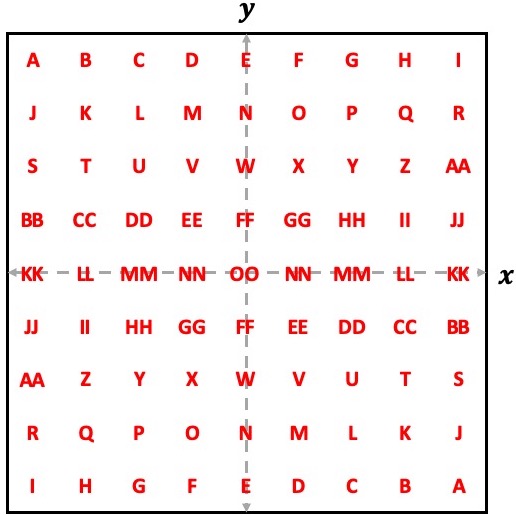 y
A B C D E F G H I
J K L M N O P Q R
S T U V W X Y Z AA
BB CC DD EE FF GG HH II JJ
KK LL MM NN OO NN MM LL KK x
JJ II HH GG FF EE DD CC BB
AA Z Y X W V U T S
R Q P O N M L K J
I H G F E D C B A